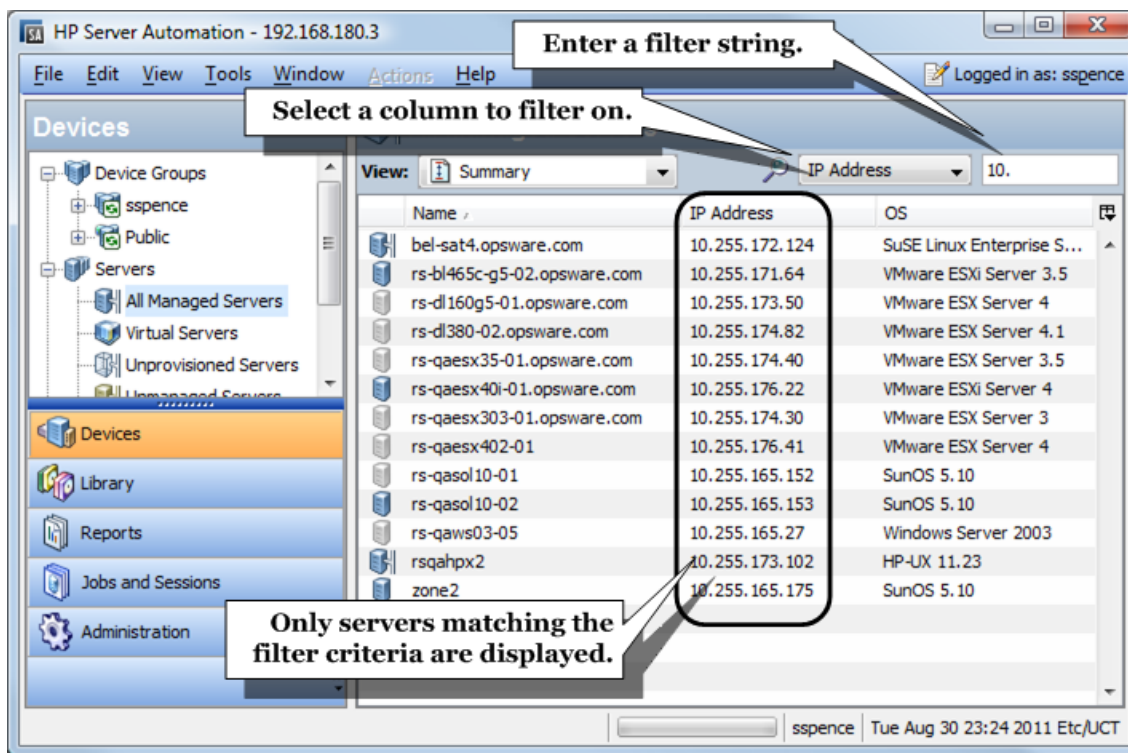 HP Server Automation - 192.168.180.3
Enter a filter string.
File Edit View Tools Window Actions Help
Logged in as: sspence
Select a column to filter on.
Devices
View: Summary
IP Address
10.
Device Groups
sspence
Public
Servers
All Managed Servers
Virtual Servers
Unprovisioned Servers
Unmanaged Servers
Name IP Address OS
bel-sat4.opsware.com 10.255.172.124 SuSE Linux Enterprise S...
rs-bl465c-g5-02.opsware.com 10.255.171.64 VMware ESXi Server 3.5
rs-dl160g5-01.opsware.com 10.255.173.50 VMware ESX Server 4
rs-dl380-02.opsware.com 10.255.174.82 VMware ESX Server 4.1
rs-qaesx35-01.opsware.com 10.255.174.40 VMware ESX Server 3.5
rs-qaesx40i-01.opsware.com 10.255.176.22 VMware ESXi Server 4
rs-qaesx303-01.opsware.com 10.255.174.30 VMware ESX Server 3
rs-qaesx402-01 10.255.176.41 VMware ESX Server 4
rs-qasol10-01 10.255.165.152 SunOS 5.10
rs-qasol10-02 10.255.165.153 SunOS 5.10
rs-qaws03-05 10.255.165.27 Windows Server 2003
rsqahpx2 10.255.173.102 HP-UX 11.23
zone2 10.255.165.175 SunOS 5.10
Devices
Library
Reports
Jobs and Sessions
Administration
Only servers matching the
filter criteria are displayed.
sspence Tue Aug 30 23:24 2011 Etc/UCT